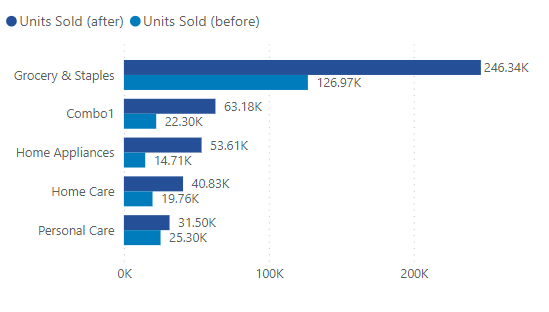 Units Sold (after) Units Sold (before)
Grocery & Staples 246.34K
126.97K
Combo1 63.18K
22.30K
Home Appliances 53.61K
14.71K
Home Care 40.83K
19.76K
Personal Care 31.50K
25.30K
0K 100K 200K